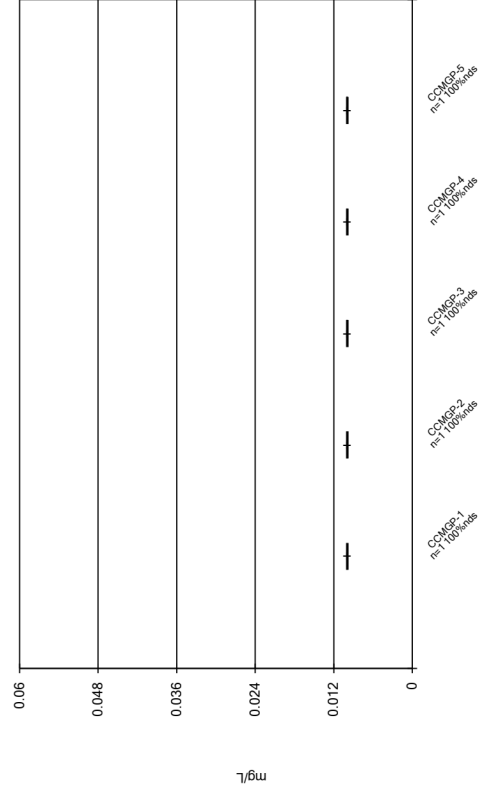 0.06
0.048
0.036
0.024
0.012
0
mg/L
CCMGP-1
n=1 100%nds
CCMGP-2
n=1 100%nds
CCMGP-3
n=1 100%nds
CCMGP-4
n=1 100%nds
CCMGP-5
n=1 100%nds